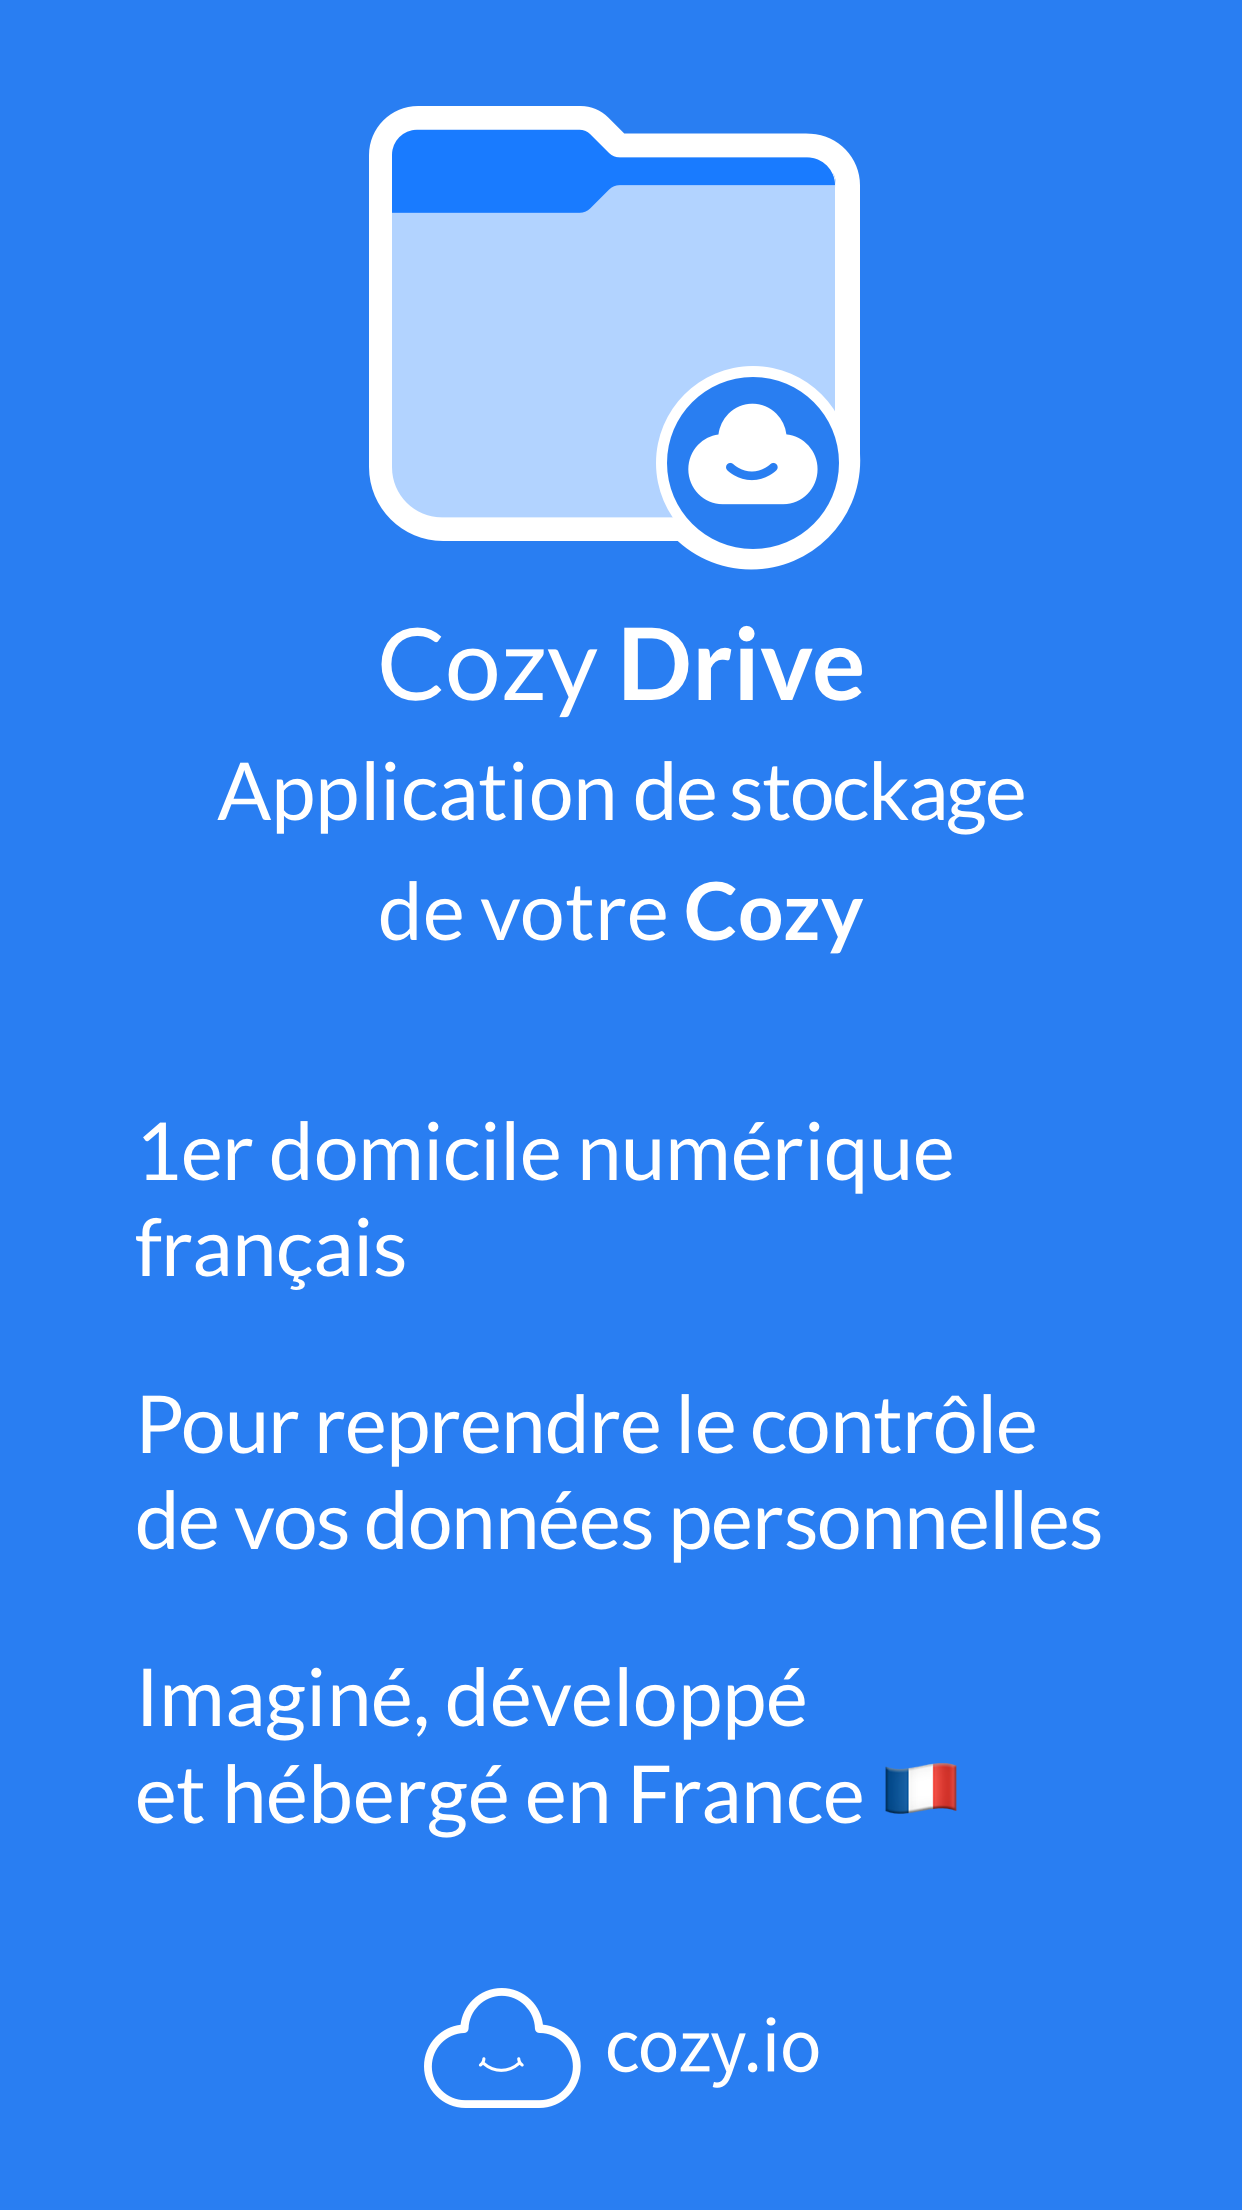 Cozy Drive
Application de stockage
de votre Cozy
1er domicile numérique
français
Pour reprendre le contrôle
de vos données personnelles
Imaginé, développé
et hébergé en France 🇫🇷
cozy.io